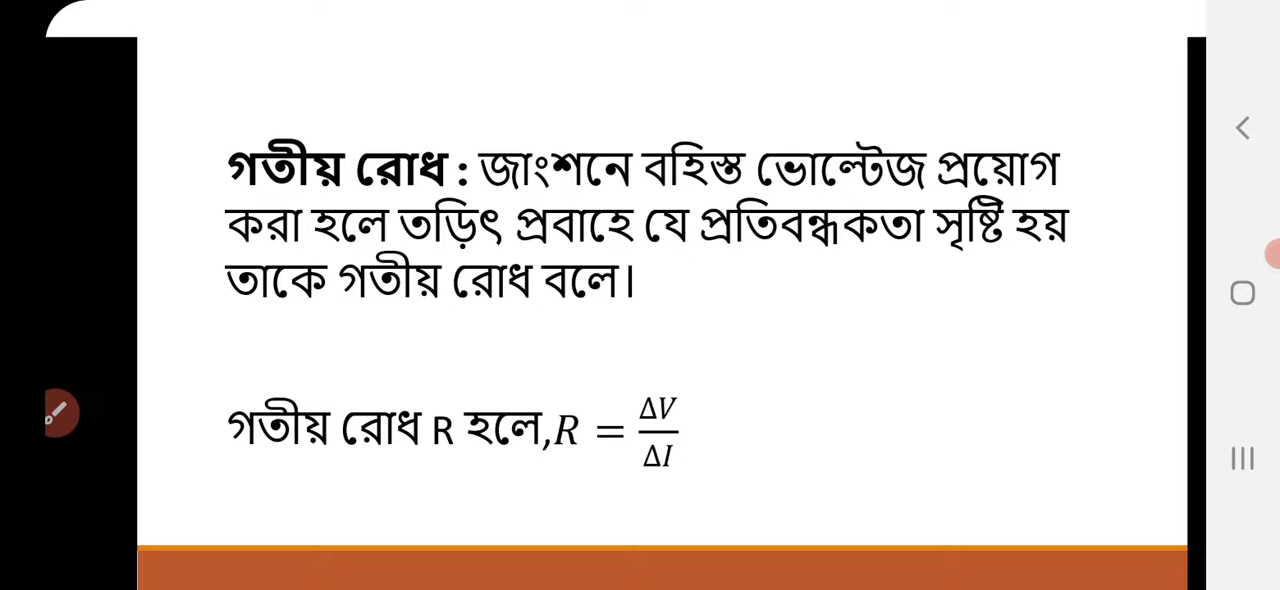 গতীয় রোধ : জাংশনে বহিস্ত ভোল্টেজ প্রয়োগ
করা হলে তড়িৎ প্রবাহে যে প্রতিবন্ধকতা সৃষ্টি হয়
তাকে গতীয় রোধ বলে।
গতীয় রোধ R হলে,R = ΔV/ΔI